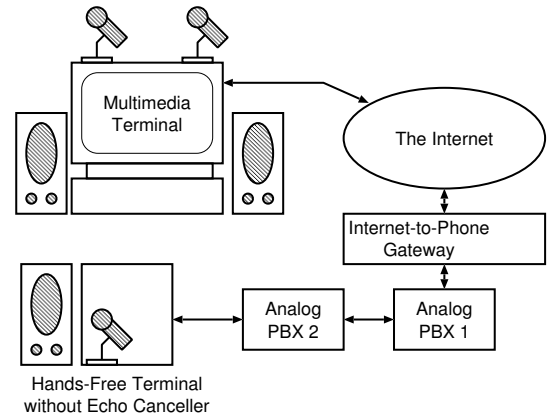 Multimedia
Terminal
The Internet
Internet-to-Phone
Gateway
Analog
PBX 2
Analog
PBX 1
Hands-Free Terminal
without Echo Canceller